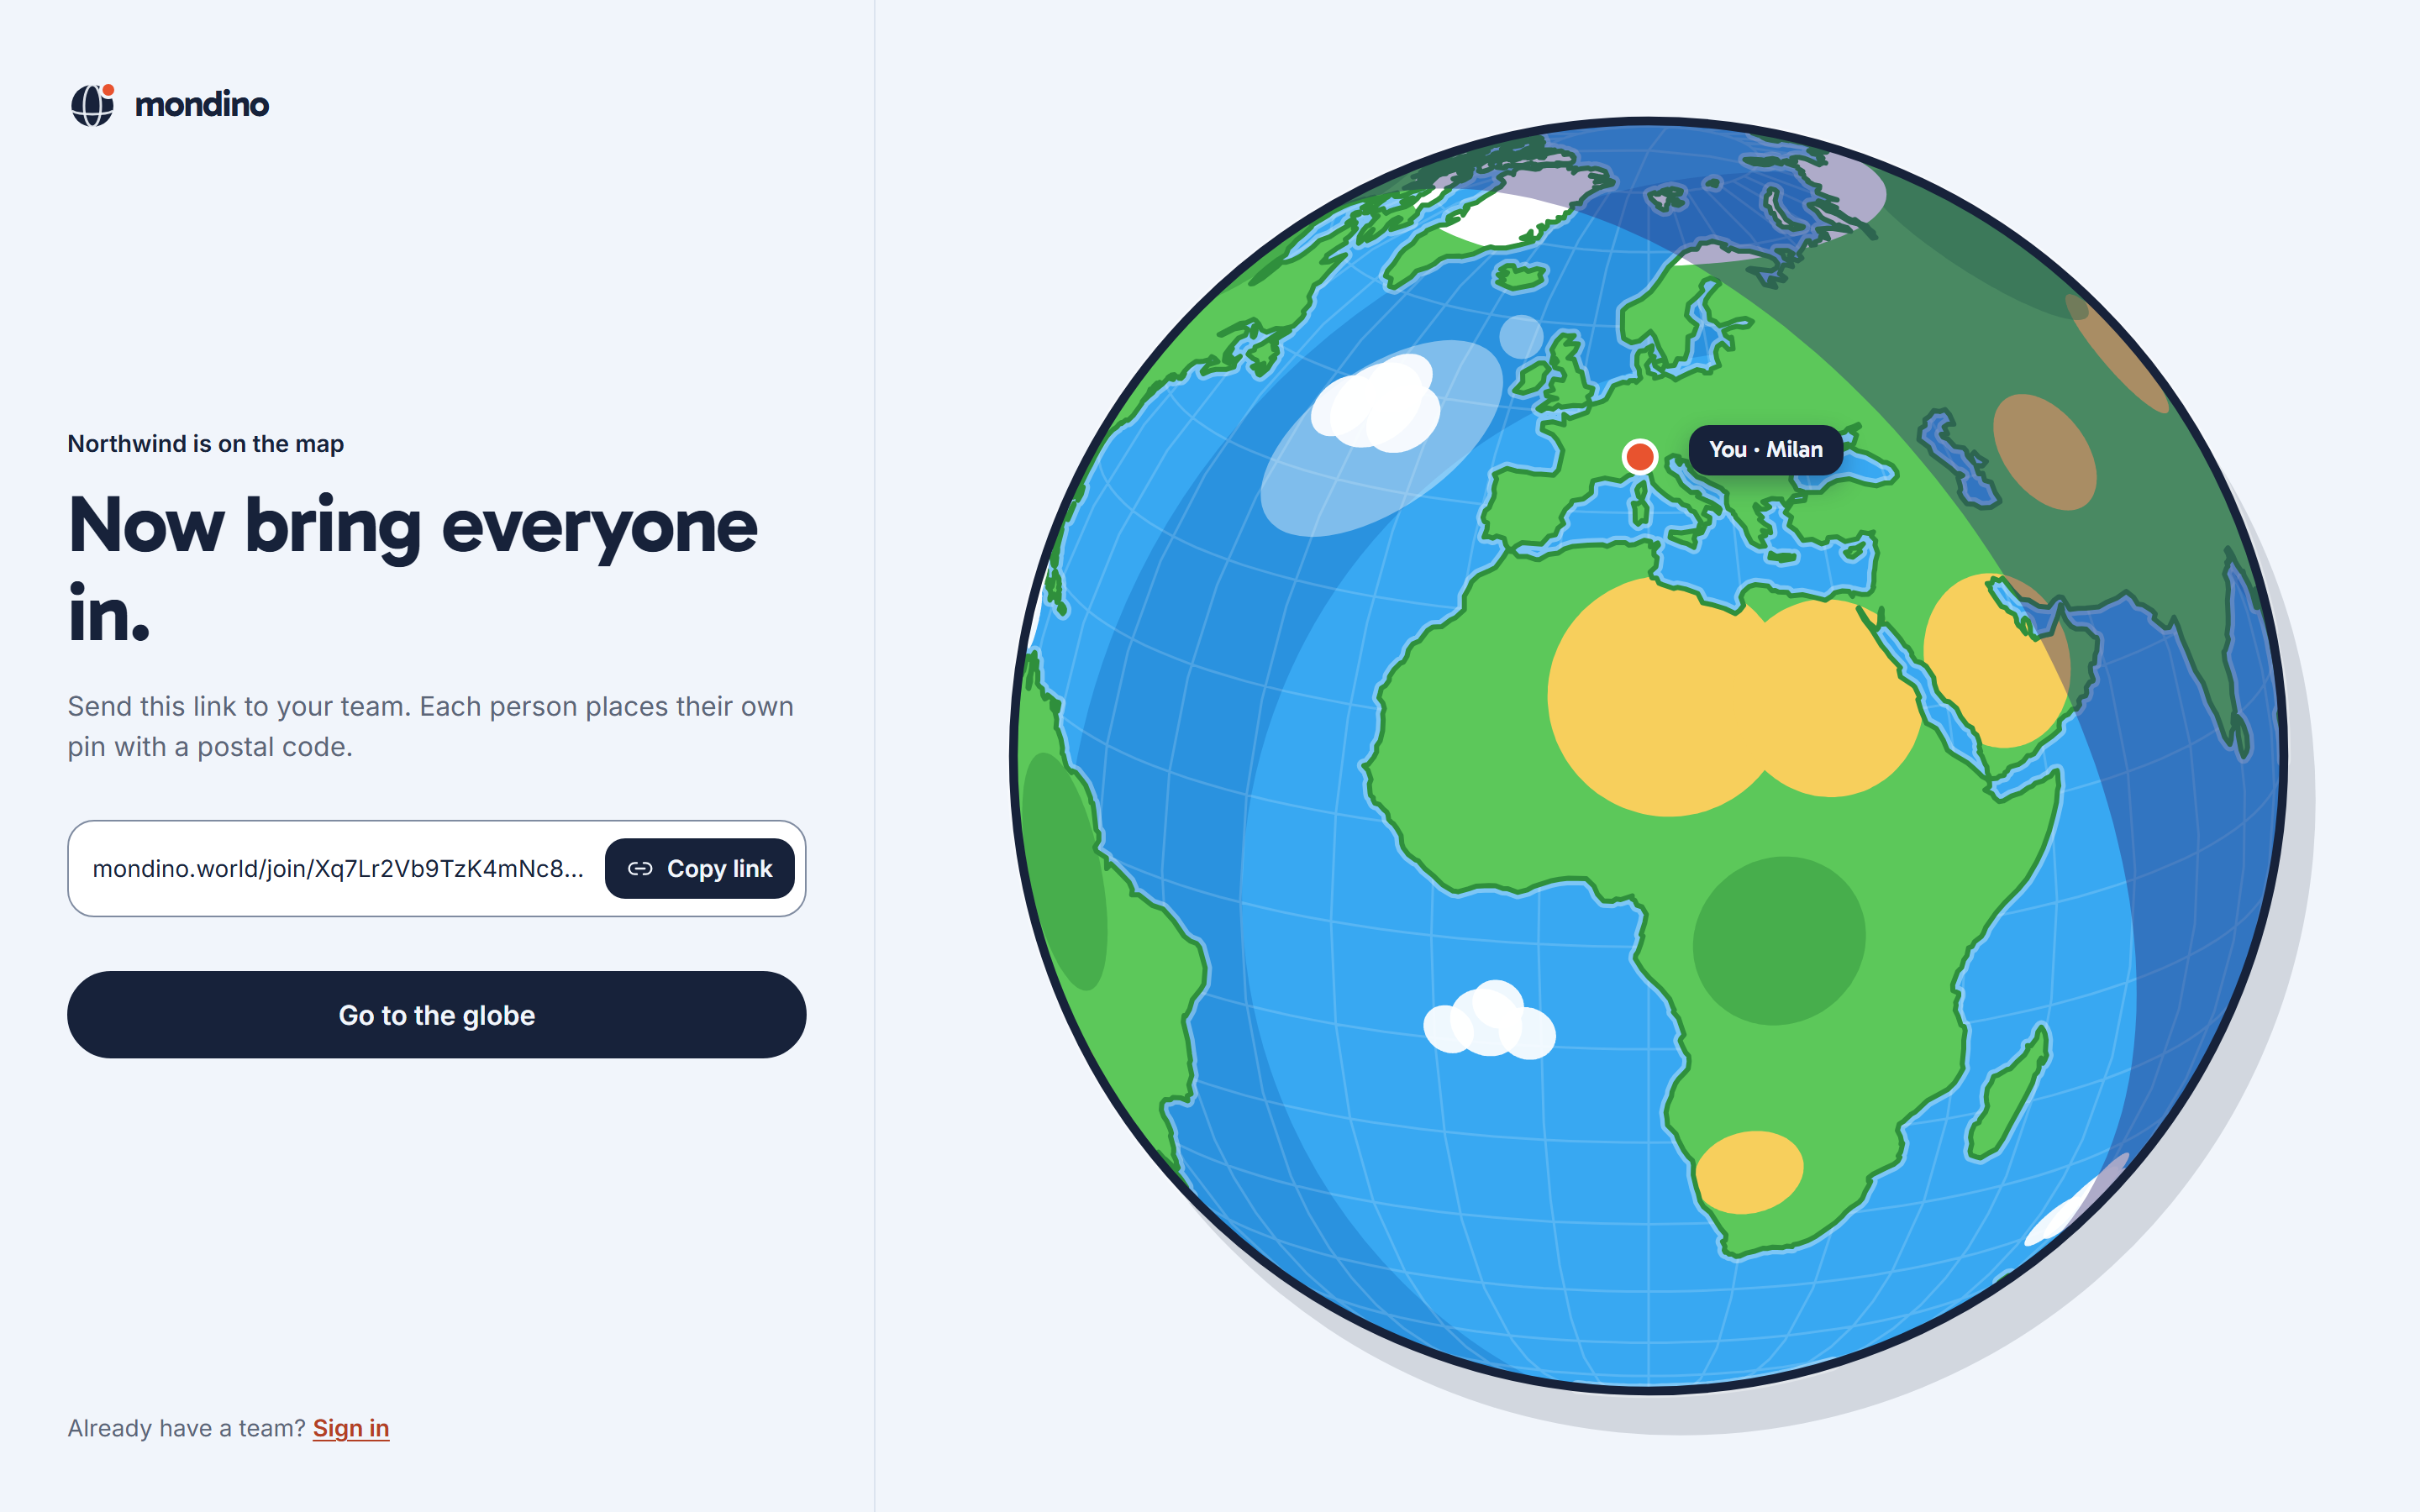 mondino
Northwind is on the map
Now bring everyone
in.
Send this link to your team. Each person places their own
pin with a postal code.
mondino.world/join/Xq7Lr2Vb9TzK4mNc8...
Copy link
Go to the globe
Already have a team? Sign in
You · Milan